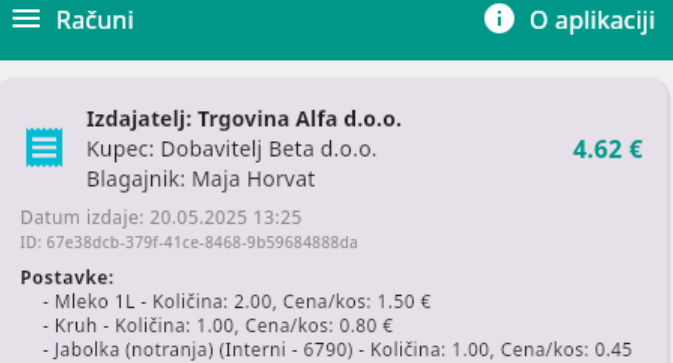 Računi
O aplikaciji
Izdajatelj: Trgovina Alfa d.o.o.
Kupec: Dobavitelj Beta d.o.o.
4.62 €
Blagajnik: Maja Horvat
Datum izdaje: 20.05.2025 13:25
ID: 67e38dcb-379f-41ce-8468-9b59684888da
Postavke:
- Mleko 1L - Količina: 2.00, Cena/kos: 1.50 €
- Kruh - Količina: 1.00, Cena/kos: 0.80 €
- Jabolka (notranja) (Interni - 6790) - Količina: 1.00, Cena/kos: 0.45